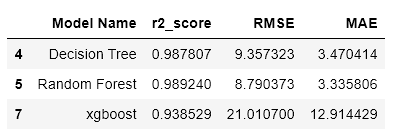 Model Name r2_score RMSE MAE
4 Decision Tree 0.987807 9.357323 3.470414
5 Random Forest 0.989240 8.790373 3.335806
7 xgboost 0.938529 21.010700 12.914429